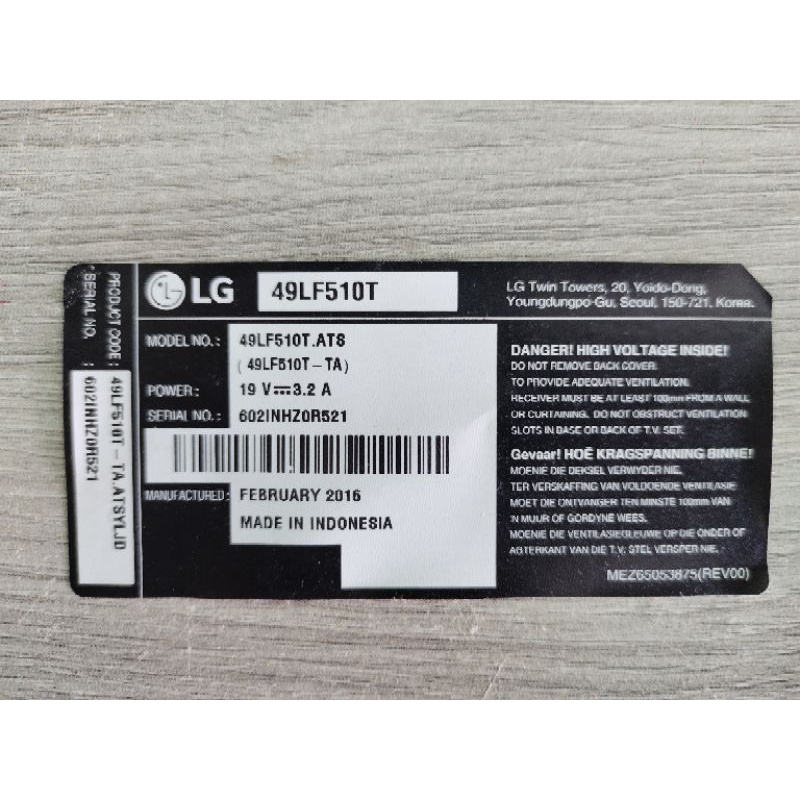 LG 49LF510T
LG Twin Towers, 20, Yoido-Dong,
Youngdungpo-Gu, Seoul, 150-721, Korea.
MODEL NO.: 49LF510T.ATS
(49LF510T-TA)
POWER: 19 V⎓3.2 A
SERIAL NO.: 602INHZ0R521
MANUFACTURED: FEBRUARY 2016
MADE IN INDONESIA
DANGER! HIGH VOLTAGE INSIDE!
DO NOT REMOVE BACK COVER.
TO PROVIDE ADEQUATE VENTILATION.
RECEIVER MUST BE AT LEAST 100mm FROM A WALL
OR CURTAINING. DO NOT OBSTRUCT VENTILATION
SLOTS IN BASE OR BACK OF T.V. SET.
Gevaar! HOË KRAGSPANNING BINNE!
MOENIE DIE DEKSEL VERWYDER NIE.
TER VERSKAFFING VAN VOLDOENDE VENTILASIE
MOET DIE ONTVANGER TEN MINSTE 100mm VAN
'N MUUR OF GORDYNE WEES.
MOENIE DIE VENTILASIEGLEUWE OP DIE ONDER OF
AGTERKANT VAN DIE T.V. STEL VERSPER NIE.
MEZ65053875(REV00)
PRODUCT CODE : 49LF510T-TA.ATSYLJD
SERIAL NO. : 602INHZ0R521